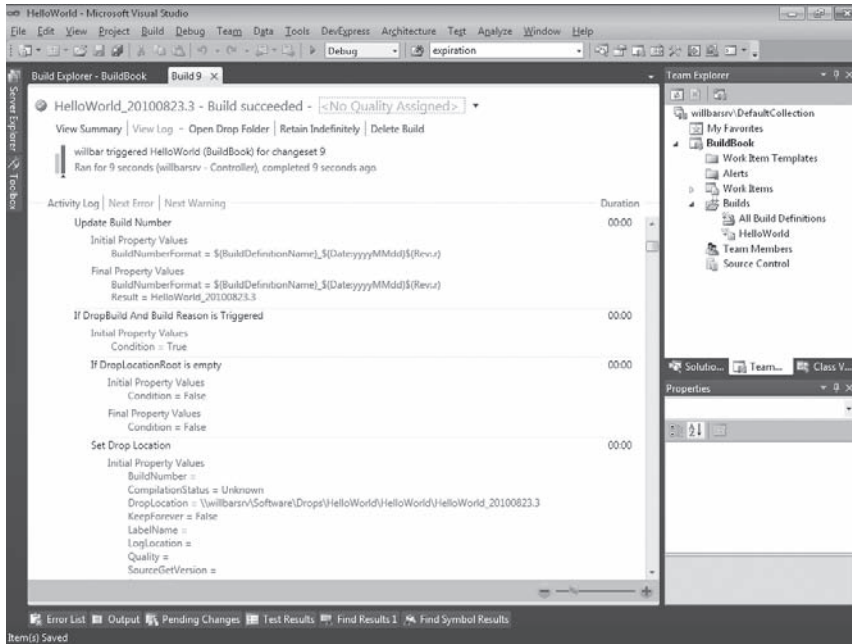 HelloWorld - Microsoft Visual Studio
File Edit View Project Build Debug Team Data Tools DevExpress Architecture Test Analyze Window Help
Debug expiration
Server Explorer
Toolbox
Build Explorer - BuildBook Build 9
HelloWorld_20100823.3 - Build succeeded - <No Quality Assigned>
View Summary | View Log - Open Drop Folder | Retain Indefinitely | Delete Build
willbar triggered HelloWorld (BuildBook) for changeset 9
Ran for 9 seconds (willbarsrv - Controller), completed 9 seconds ago
Activity Log | Next Error | Next Warning Duration
Update Build Number 00:00
Initial Property Values
BuildNumberFormat = $(BuildDefinitionName)_$(Date:yyyyMMdd)$(Rev:.r)
Final Property Values
BuildNumberFormat = $(BuildDefinitionName)_$(Date:yyyyMMdd)$(Rev:.r)
Result = HelloWorld_20100823.3
If DropBuild And Build Reason is Triggered 00:00
Initial Property Values
Condition = True
If DropLocationRoot is empty 00:00
Initial Property Values
Condition = False
Final Property Values
Condition = False
Set Drop Location 00:00
Initial Property Values
BuildNumber =
CompilationStatus = Unknown
DropLocation = \\willbarsrv\Software\Drops\HelloWorld\HelloWorld\HelloWorld_20100823.3
KeepForever = False
LabelName =
LogLocation =
Quality =
SourceGetVersion =
Team Explorer
willbarsrv\DefaultCollection
My Favorites
BuildBook
Work Item Templates
Alerts
Work Items
Builds
All Build Definitions
HelloWorld
Team Members
Source Control
Solutio... Team... Class V...
Properties
Error List Output Pending Changes Test Results Find Results 1 Find Symbol Results
Item(s) Saved